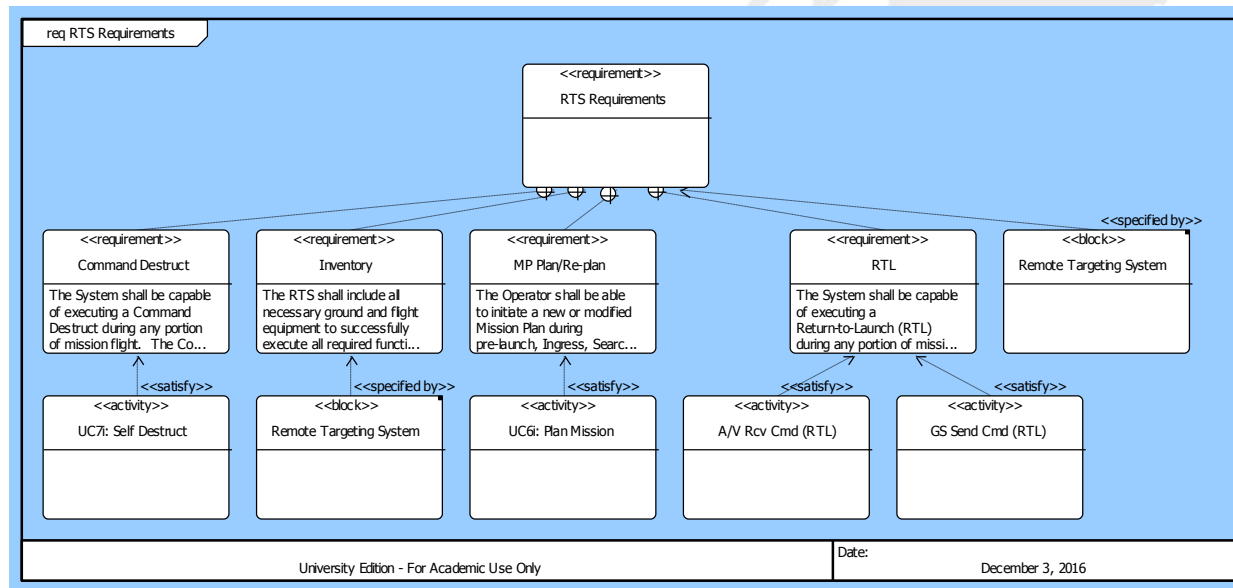 req RTS Requirements
<<requirement>>
RTS Requirements
<<specified by>>
<<requirement>>
Command Destruct
The System shall be capable
of executing a Command
Destruct during any portion
of mission flight. The Co...
<<requirement>>
Inventory
The RTS shall include all
necessary ground and flight
equipment to successfully
execute all required functi...
<<requirement>>
MP Plan/Re-plan
The Operator shall be able
to initiate a new or modified
Mission Plan during
pre-launch, Ingress, Searc...
<<requirement>>
RTL
The System shall be capable
of executing a
Return-to-Launch (RTL)
during any portion of missi...
<<block>>
Remote Targeting System
<<satisfy>>
<<specified by>>
<<satisfy>>
<<satisfy>>
<<satisfy>>
<<activity>>
UC7i: Self Destruct
<<block>>
Remote Targeting System
<<activity>>
UC6i: Plan Mission
<<activity>>
A/V Rcv Cmd (RTL)
<<activity>>
GS Send Cmd (RTL)
University Edition - For Academic Use Only
Date:
December 3, 2016